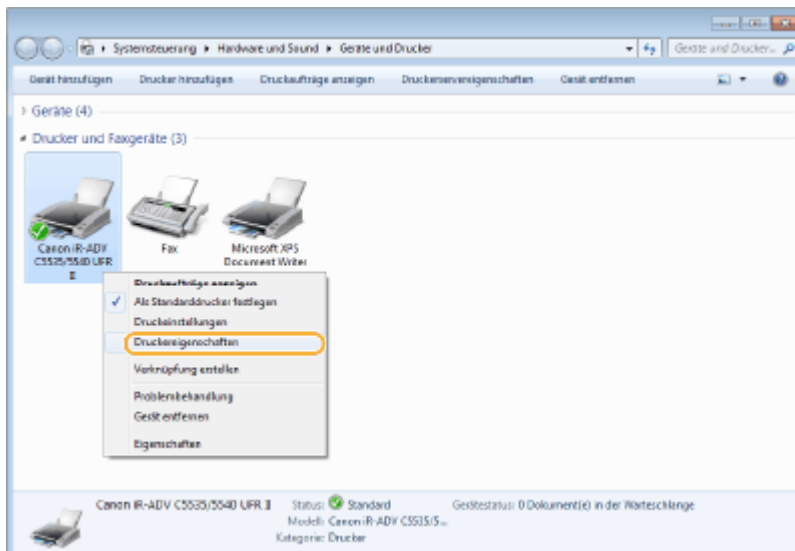 Systemsteuerung ▸ Hardware und Sound ▸ Geräte und Drucker
Geräte und Drucker...
Gerät hinzufügen Drucker hinzufügen Druckaufträge anzeigen Druckerservereigenschaften Gerät entfernen
Geräte (4)
Drucker und Faxgeräte (3)
Canon iR-ADV
C5535/5540 UFR
II
Fax
Microsoft XPS
Document Writer
Druckaufträge anzeigen
Als Standarddrucker festlegen
Druckeinstellungen
Druckereigenschaften
Verknüpfung erstellen
Problembehandlung
Gerät entfernen
Eigenschaften
Canon iR-ADV C5535/5540 UFR II Status: Standard Gerätestatus: 0 Dokument(e) in der Warteschlange
Modell: Canon iR-ADV C5535/5...
Kategorie: Drucker